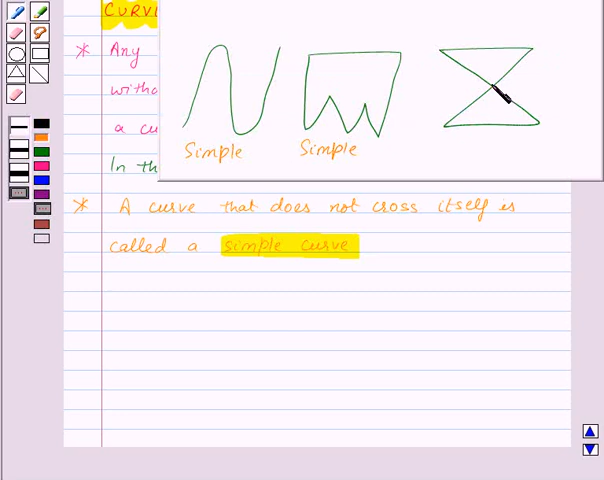 CURV
* Any
witho
a cu
In th
Simple
Simple
* A curve that does not cross itself is
called a simple curve